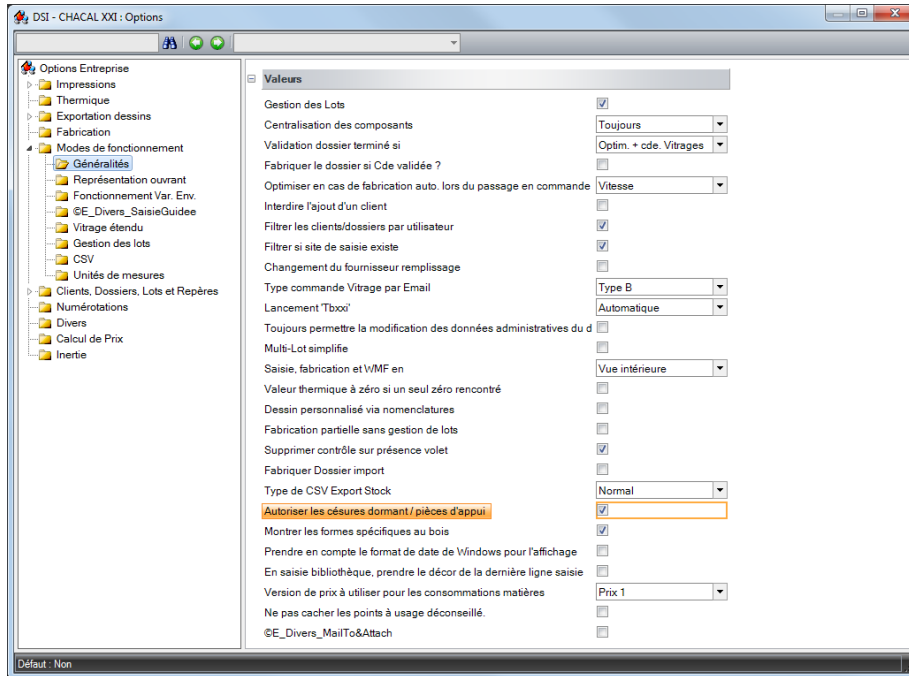 DSI - CHACAL XXI : Options
Options Entreprise
Impressions
Thermique
Exportation dessins
Fabrication
Modes de fonctionnement
Généralités
Représentation ouvrant
Fonctionnement Var. Env.
©E_Divers_SaisieGuidee
Vitrage étendu
Gestion des lots
CSV
Unités de mesures
Clients, Dossiers, Lots et Repères
Numérotations
Divers
Calcul de Prix
Inertie
Valeurs
Gestion des Lots
Centralisation des composants Toujours
Validation dossier terminé si Optim. + cde. Vitrages
Fabriquer le dossier si Cde validée ?
Optimiser en cas de fabrication auto. lors du passage en commande Vitesse
Interdire l'ajout d'un client
Filtrer les clients/dossiers par utilisateur
Filtrer si site de saisie existe
Changement du fournisseur remplissage
Type commande Vitrage par Email Type B
Lancement 'Tbxxi' Automatique
Toujours permettre la modification des données administratives du d
Multi-Lot simplifie
Saisie, fabrication et WMF en Vue intérieure
Valeur thermique à zéro si un seul zéro rencontré
Dessin personnalisé via nomenclatures
Fabrication partielle sans gestion de lots
Supprimer contrôle sur présence volet
Fabriquer Dossier import
Type de CSV Export Stock Normal
Autoriser les césures dormant / pièces d'appui
Montrer les formes spécifiques au bois
Prendre en compte le format de date de Windows pour l'affichage
En saisie bibliothèque, prendre le décor de la dernière ligne saisie
Version de prix à utiliser pour les consommations matières Prix 1
Ne pas cacher les points à usage déconseillé.
©E_Divers_MailTo&Attach
Défaut : Non